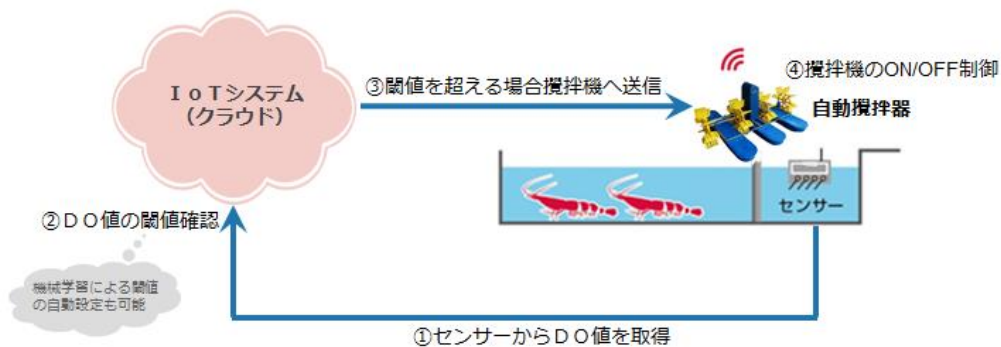 IoTシステム
(クラウド)
③閾値を超える場合攪拌機へ送信
④攪拌機のON/OFF制御
自動攪拌器
センサー
②DO値の閾値確認
機械学習による閾値
の自動設定も可能
①センサーからDO値を取得